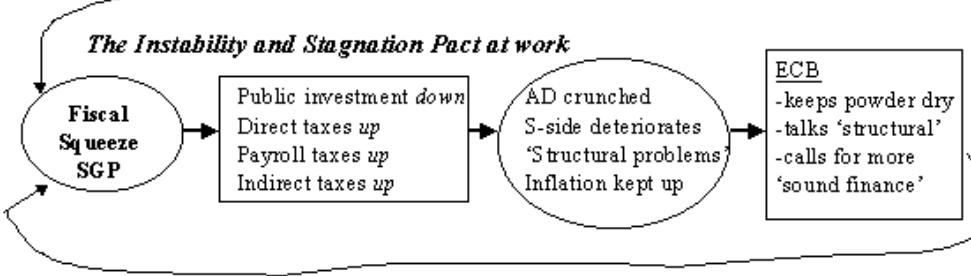 The Instability and Stagnation Pact at work
Fiscal
Squeeze
SGP
Public investment down
Direct taxes up
Payroll taxes up
Indirect taxes up
AD crunched
S-side deteriorates
‘Structural problems’
Inflation kept up
ECB
-keeps powder dry
-talks ‘structural’
-calls for more
‘sound finance’